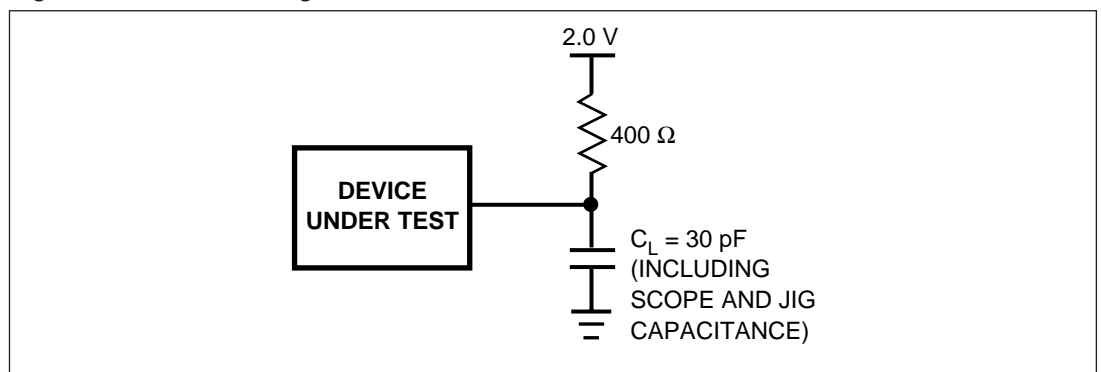 2.0 V
400 Ω
DEVICE
UNDER TEST
C_L = 30 pF
(INCLUDING
SCOPE AND JIG
CAPACITANCE)